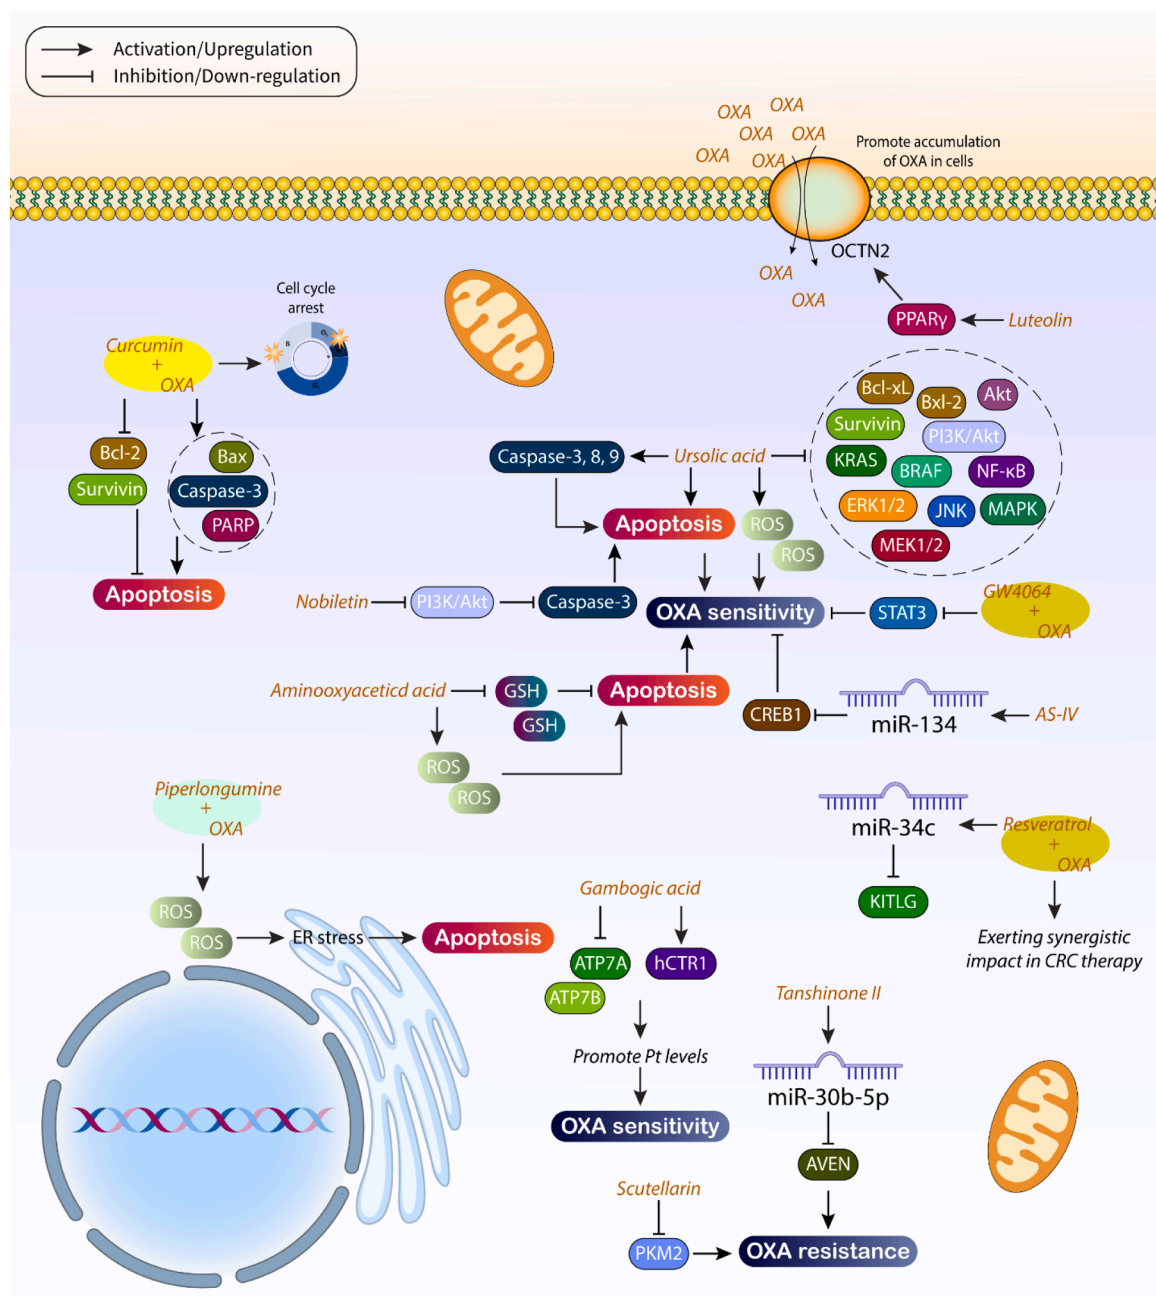 Activation/Upregulation
Inhibition/Down-regulation
OXA
OXA
OXA
OXA
OXA
OXA
Promote accumulation
of OXA in cells
OCTN2
OXA
OXA
PPARγ
Luteolin
Cell cycle
arrest
S
G₁
Curcumin
+
OXA
Bcl-2
Survivin
Bax
Caspase-3
PARP
Apoptosis
Bcl-xL
Bxl-2
Akt
Survivin
PI3K/Akt
KRAS
BRAF
NF-κB
ERK1/2
JNK
MAPK
MEK1/2
Caspase-3, 8, 9
Ursolic acid
Apoptosis
ROS
ROS
Nobiletin
PI3K/Akt
Caspase-3
OXA sensitivity
STAT3
GW4064
+
OXA
Aminooxyaceticd acid
GSH
GSH
Apoptosis
CREB1
miR-134
AS-IV
ROS
ROS
Piperlongumine
+
OXA
ROS
ROS
ER stress
Apoptosis
miR-34c
Resveratrol
+
OXA
KITLG
Exerting synergistic
impact in CRC therapy
Gambogic acid
ATP7A
ATP7B
hCTR1
Promote Pt levels
OXA sensitivity
Tanshinone II
miR-30b-5p
AVEN
Scutellarin
PKM2
OXA resistance